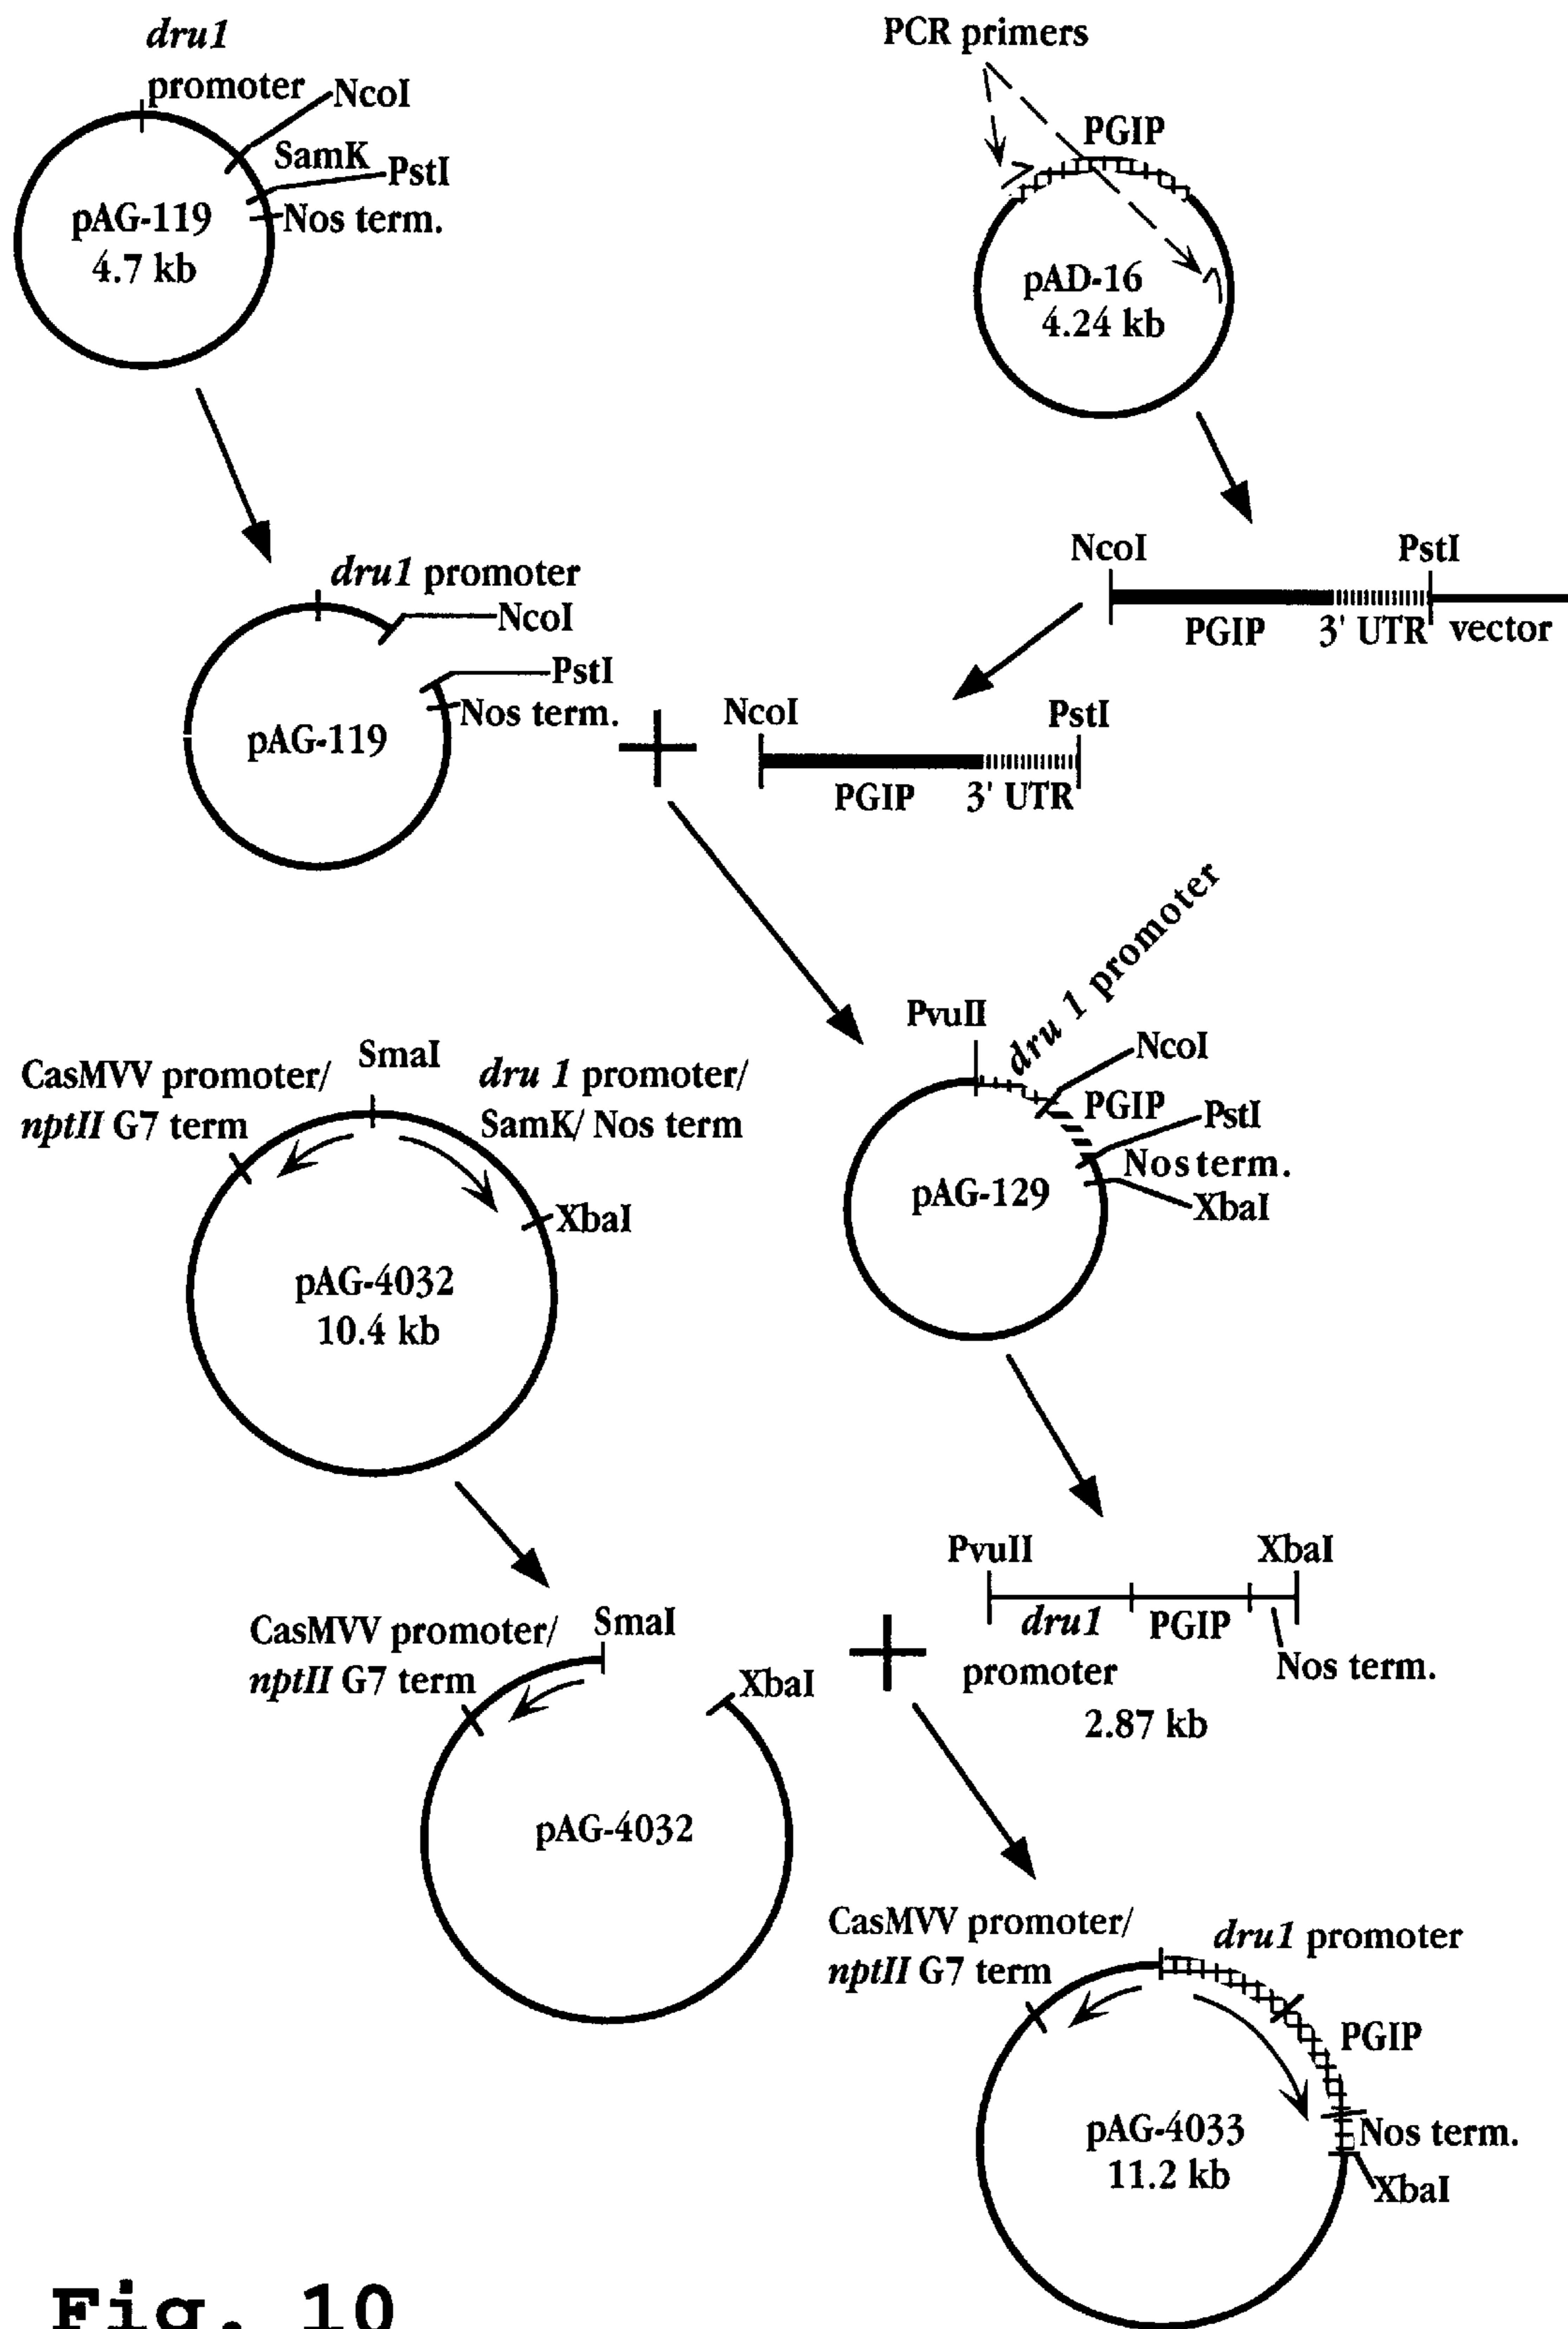 dru1
promoter
NcoI
SamK
PstI
Nos term.
pAG-119
4.7 kb
PCR primers
PGIP
pAD-16
4.24 kb
NcoI
PstI
PGIP
3' UTR
vector
dru1 promoter
NcoI
PstI
Nos term.
pAG-119
NcoI
PstI
PGIP
3' UTR
CasMVV promoter/
nptII G7 term
SmaI
dru 1 promoter/
SamK/ Nos term
XbaI
pAG-4032
10.4 kb
PvuII
dru 1 promoter
NcoI
PGIP
PstI
Nos term.
XbaI
pAG-129
CasMVV promoter/
nptII G7 term
SmaI
XbaI
pAG-4032
PvuII
XbaI
dru1
promoter
PGIP
Nos term.
2.87 kb
CasMVV promoter/
nptII G7 term
dru1 promoter
PGIP
Nos term.
XbaI
pAG-4033
11.2 kb
Fig. 10